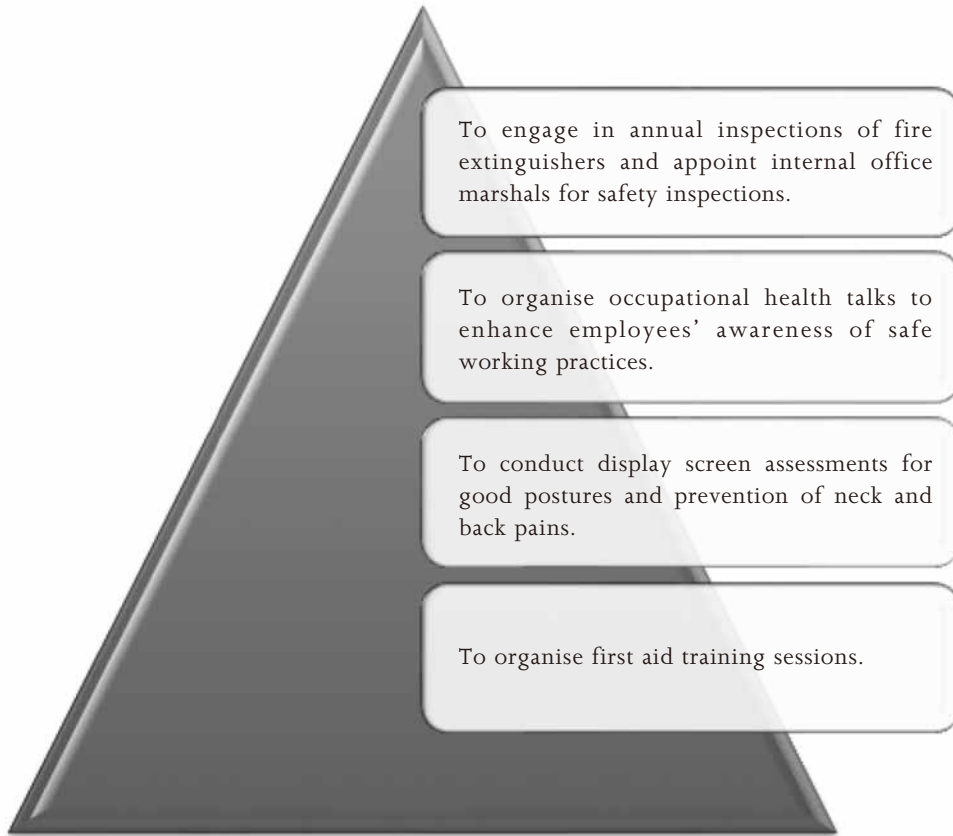 To engage in annual inspections of fire
extinguishers and appoint internal office
marshals for safety inspections.
To organise occupational health talks to
enhance employees’ awareness of safe
working practices.
To conduct display screen assessments for
good postures and prevention of neck and
back pains.
To organise first aid training sessions.